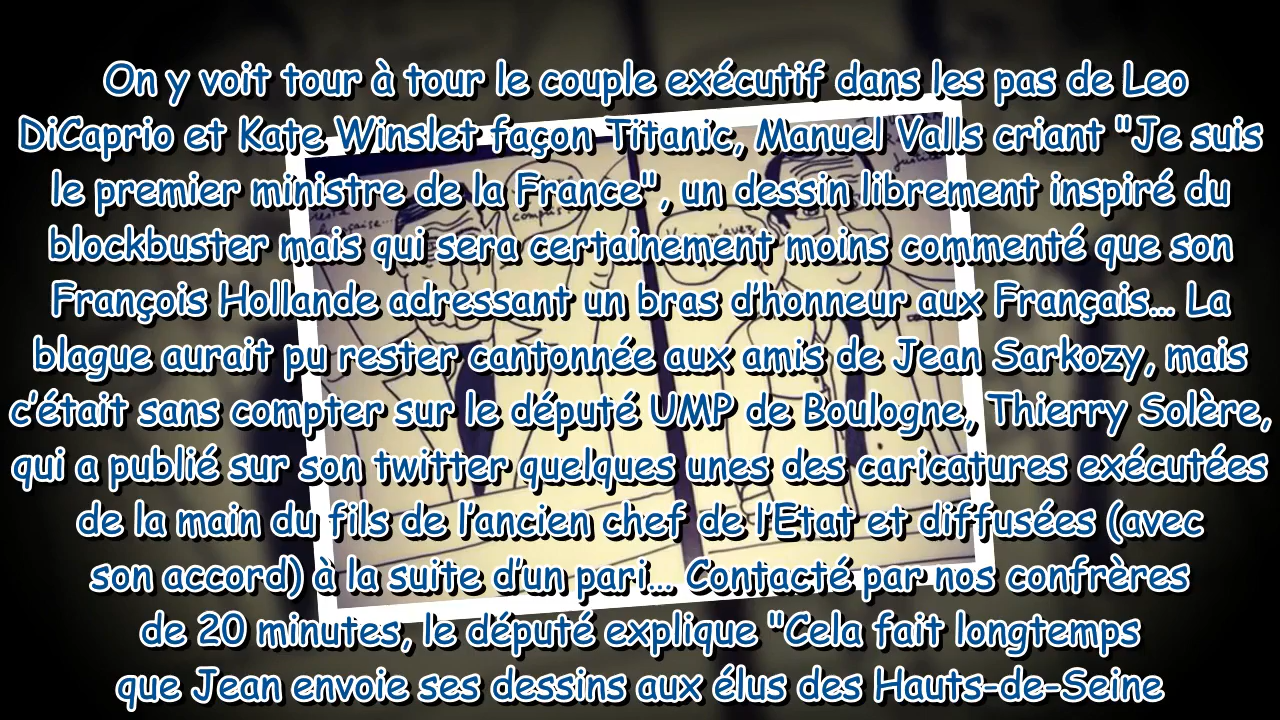 On y voit tour à tour le couple exécutif dans les pas de Leo
DiCaprio et Kate Winslet façon Titanic, Manuel Valls criant "Je suis
le premier ministre de la France", un dessin librement inspiré du
blockbuster mais qui sera certainement moins commenté que son
François Hollande adressant un bras d'honneur aux Français... La
blague aurait pu rester cantonnée aux amis de Jean Sarkozy, mais
c'était sans compter sur le député UMP de Boulogne, Thierry Solère,
qui a publié sur son twitter quelques unes des caricatures exécutées
de la main du fils de l'ancien chef de l'Etat et diffusées (avec
son accord) à la suite d'un pari... Contacté par nos confrères
de 20 minutes, le député explique "Cela fait longtemps
que Jean envoie ses dessins aux élus des Hauts-de-Seine